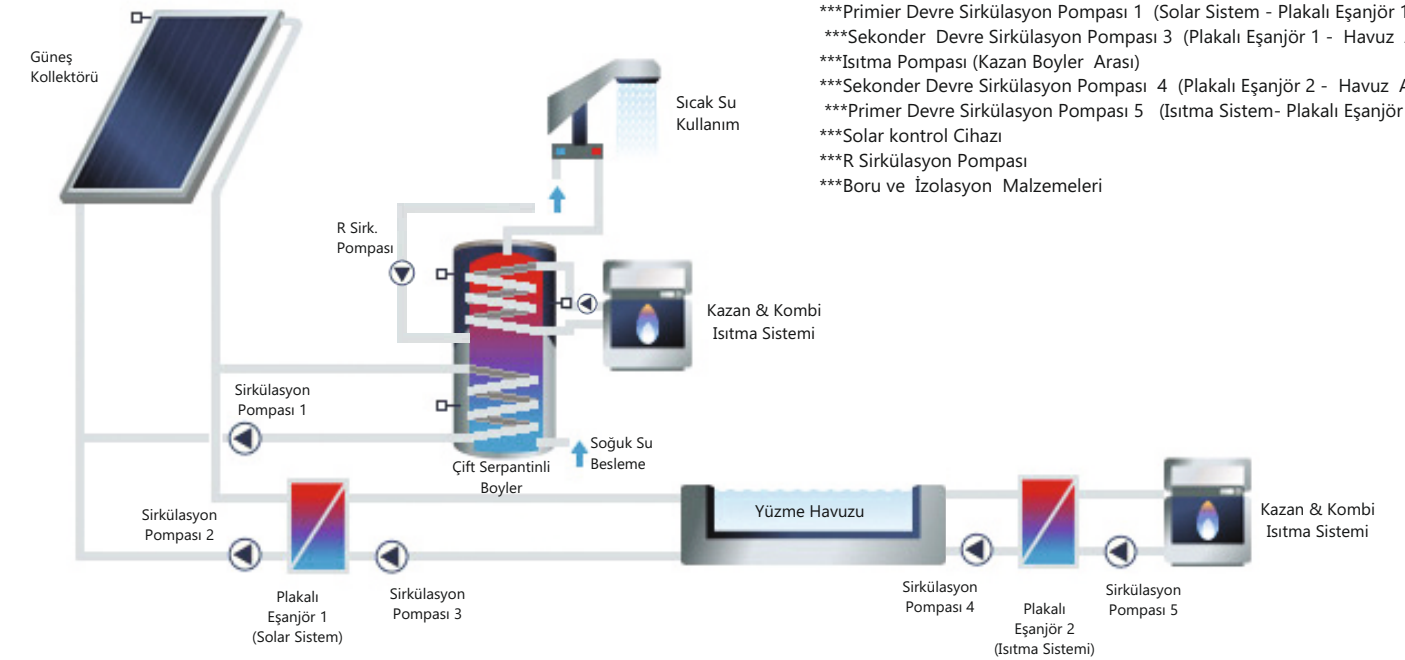 ***Primier Devre Sirkülasyon Pompası 1 (Solar Sistem - Plakalı Eşanjör 1
***Sekonder Devre Sirkülasyon Pompası 3 (Plakalı Eşanjör 1 - Havuz
***Isıtma Pompası (Kazan Boyler Arası)
***Sekonder Devre Sirkülasyon Pompası 4 (Plakalı Eşanjör 2 - Havuz A
***Primer Devre Sirkülasyon Pompası 5 (Isıtma Sistem- Plakalı Eşanjör
***Solar kontrol Cihazı
***R Sirkülasyon Pompası
***Boru ve İzolasyon Malzemeleri
Güneş
Kollektörü
Sıcak Su
Kullanım
R Sirk.
Pompası
Kazan & Kombi
Isıtma Sistemi
Sirkülasyon
Pompası 1
Soğuk Su
Besleme
Çift Serpantinli
Boyler
Sirkülasyon
Pompası 2
Yüzme Havuzu
Kazan & Kombi
Isıtma Sistemi
Plakalı
Eşanjör 1
(Solar Sistem)
Sirkülasyon
Pompası 3
Sirkülasyon
Pompası 4
Plakalı
Eşanjör 2
(Isıtma Sistemi)
Sirkülasyon
Pompası 5